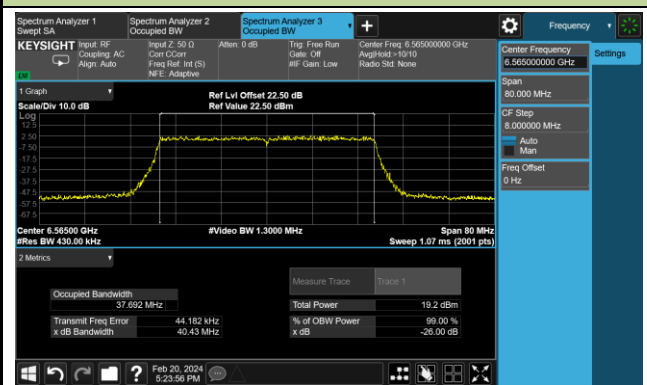 Spectrum Analyzer 1
Swept SA
Spectrum Analyzer 2
Occupied BW
Spectrum Analyzer 3
Occupied BW
Frequency
KEYSIGHT
Input: RF
Coupling: AC
Align: Auto
Input Z: 50 Ω
Corr CCorr
Freq Ref: Int (S)
NFE: Adaptive
Atten: 0 dB
Trig: Free Run
Gate: Off
#IF Gain: Low
Center Freq: 6.565000000 GHz
Avg|Hold:>10/10
Radio Std: None
Center Frequency
6.565000000 GHz
Settings
Span
80.000 MHz
CF Step
8.000000 MHz
Auto
Man
Freq Offset
0 Hz
1 Graph
Scale/Div 10.0 dB
Ref Lvl Offset 22.50 dB
Ref Value 22.50 dBm
Log
12.5
2.50
-7.50
-17.5
-27.5
-37.5
-47.5
-57.5
-67.5
Center 6.56500 GHz
#Res BW 430.00 kHz
#Video BW 1.3000 MHz
Span 80 MHz
Sweep 1.07 ms (2001 pts)
2 Metrics
Measure Trace
Trace 1
Occupied Bandwidth
37.692 MHz
Total Power
19.2 dBm
Transmit Freq Error
44.182 kHz
% of OBW Power
99.00 %
x dB Bandwidth
40.43 MHz
x dB
-26.00 dB
Feb 20, 2024
5:23:56 PM